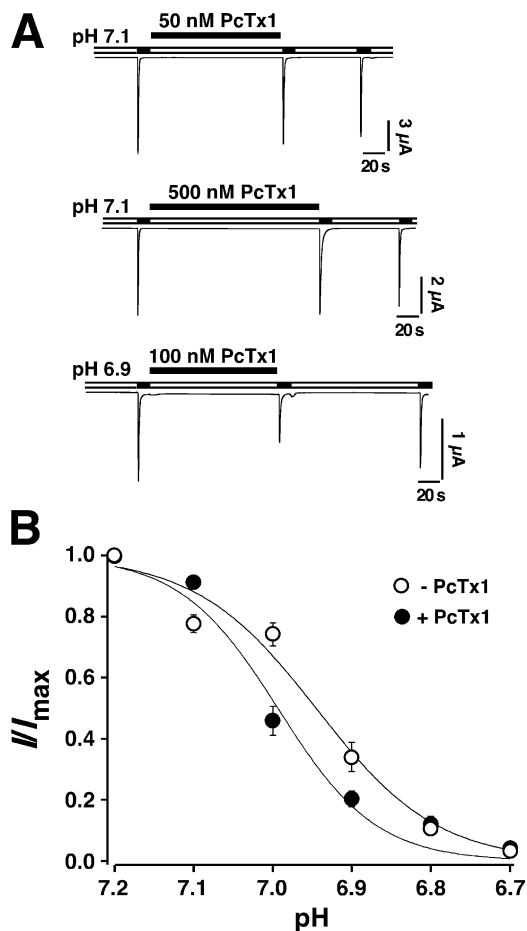 A
50 nM PcTx1
pH 7.1
3 µA
20 s
500 nM PcTx1
pH 7.1
2 µA
20 s
100 nM PcTx1
pH 6.9
1 µA
20 s
B
1.0
0.8
0.6
0.4
0.2
0.0
I/Imax
- PcTx1
+ PcTx1
7.2 7.1 7.0 6.9 6.8 6.7
pH